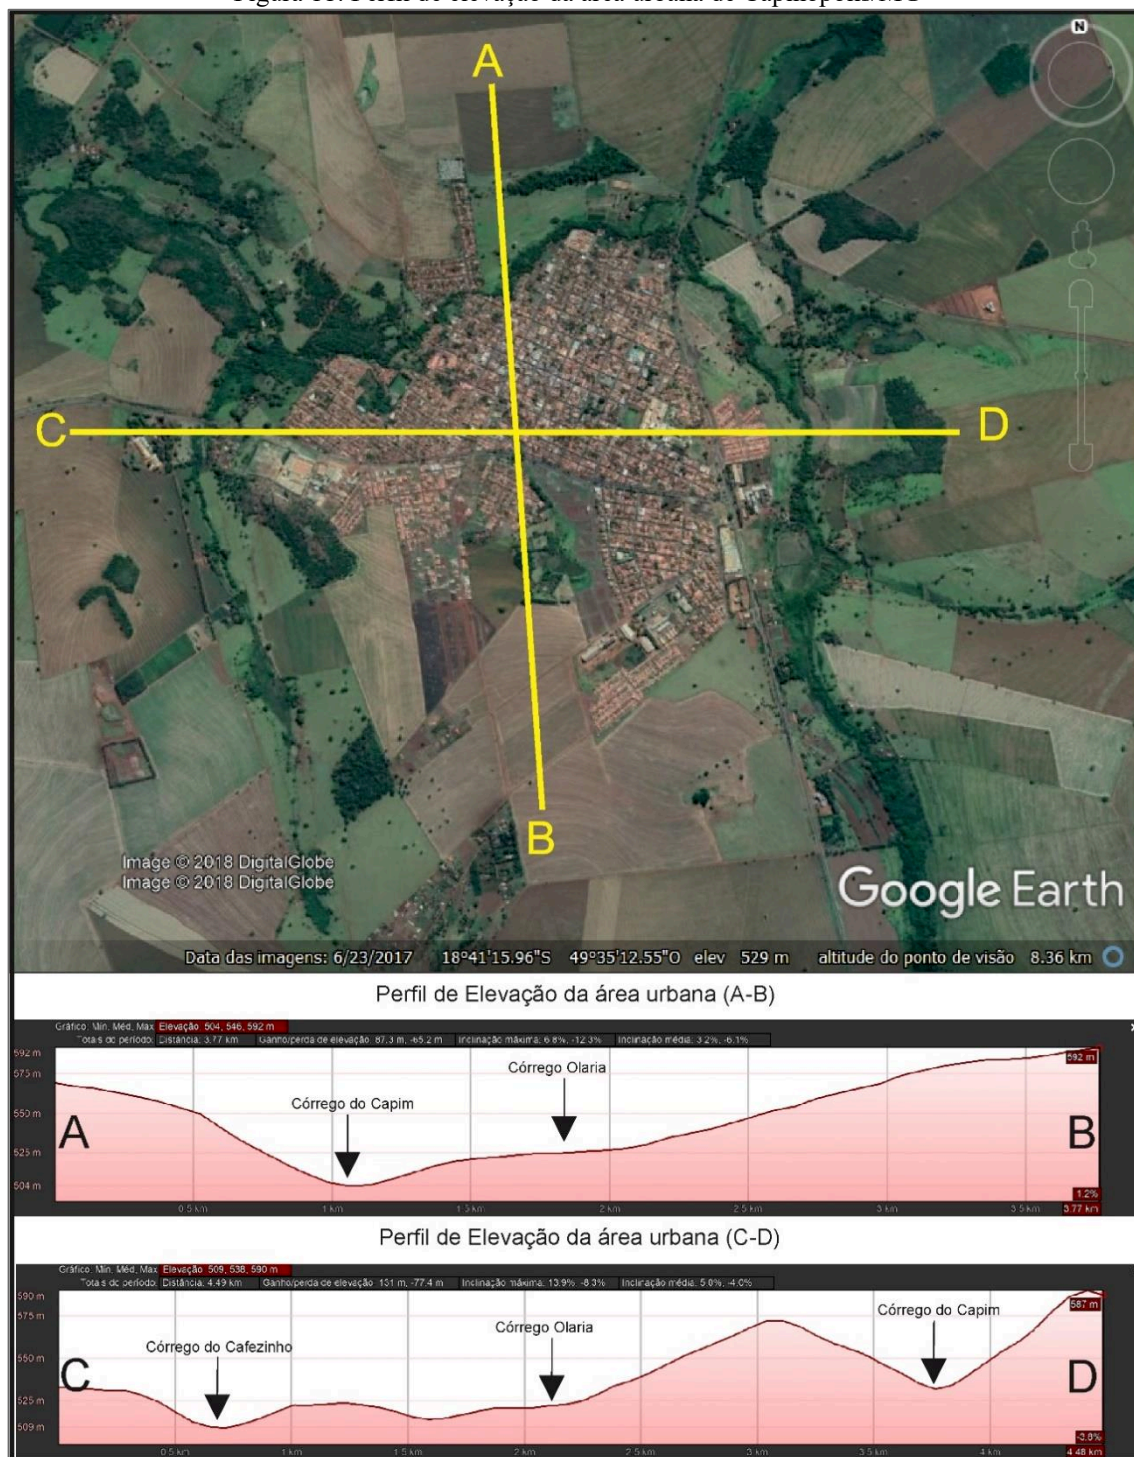 A
N
C
D
B
Image © 2018 DigitalGlobe
Image © 2018 DigitalGlobe
Google Earth
Data das imagens: 6/23/2017 18°41'15.96"S 49°35'12.55"O elev 529 m altitude do ponto de visão 8.36 km
Perfil de Elevação da área urbana (A-B)
Gráfico: Mín, Méd, Máx Elevação 504, 546, 592 m
Totais do período: Distância: 3.77 km Ganho/perda de elevação: 87.3 m, -65.2 m Inclinação máxima: 6.8%, -12.3% Inclinação média: 3.2%, -6.1%
592 m
592 m
575 m
Córrego Olaria
Córrego do Capim
550 m
A
B
525 m
504 m
1.2%
0.5 km 1 km 1.5 km 2 km 2.5 km 3 km 3.5 km 3.77 km
Perfil de Elevação da área urbana (C-D)
Gráfico: Mín, Méd, Máx Elevação 509, 538, 590 m
Totais do período: Distância: 4.49 km Ganho/perda de elevação: 131 m, -77.4 m Inclinação máxima: 13.9%, -8.3% Inclinação média: 5.0%, -4.0%
590 m
587 m
575 m
Córrego do Capim
Córrego Olaria
Córrego do Cafezinho
550 m
C
D
525 m
509 m
-3.8%
0.5 km 1 km 1.5 km 2 km 2.5 km 3 km 3.5 km 4 km 4.48 km